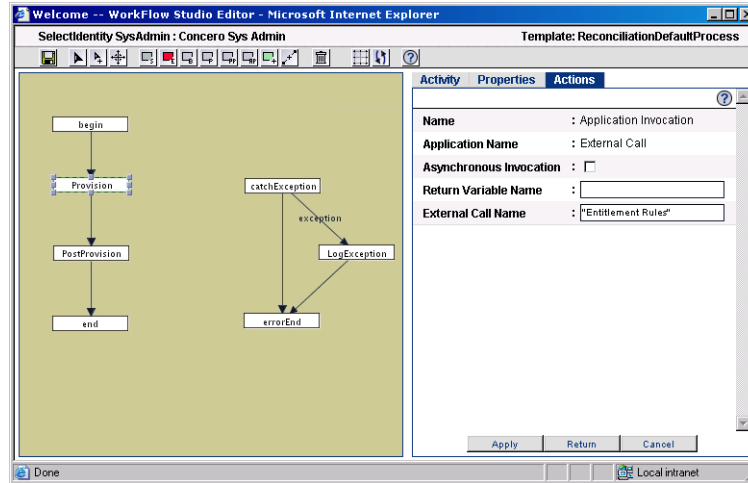 Welcome -- WorkFlow Studio Editor - Microsoft Internet Explorer
SelectIdentity SysAdmin : Concero Sys Admin
Template: ReconciliationDefaultProcess
Activity Properties Actions
begin
Provision
PostProvision
end
catchException
exception
LogException
errorEnd
Name : Application Invocation
Application Name : External Call
Asynchronous Invocation :
Return Variable Name :
External Call Name : "Entitlement Rules"
Apply Return Cancel
Done
Local intranet